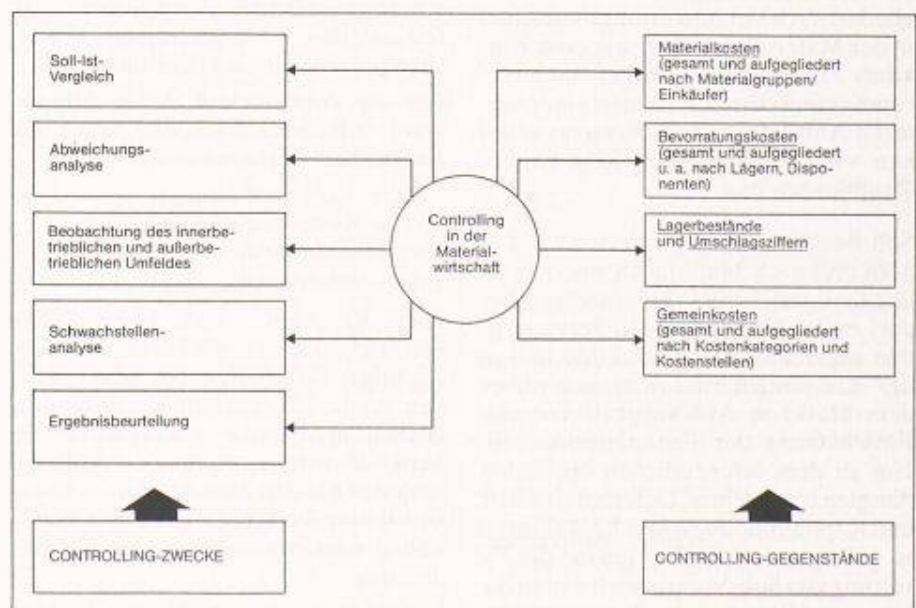 Soll-Ist-
Vergleich
Abweichungs-
analyse
Beobachtung des innerbe-
trieblichen und außerbe-
trieblichen Umfeldes
Schwachstellen-
analyse
Ergebnisbeurteilung
CONTROLLING-ZWECKE
Controlling
in der
Material-
wirtschaft
Materialkosten
(gesamt und aufgegliedert
nach Materialgruppen/
Einkäufer)
Bevorratungskosten
(gesamt und aufgegliedert
u. a. nach Lägern, Dispo-
nenten)
Lagerbestände
und Umschlagsziffern
Gemeinkosten
(gesamt und aufgegliedert
nach Kostenkategorien und
Kostenstellen)
CONTROLLING-GEGENSTÄNDE